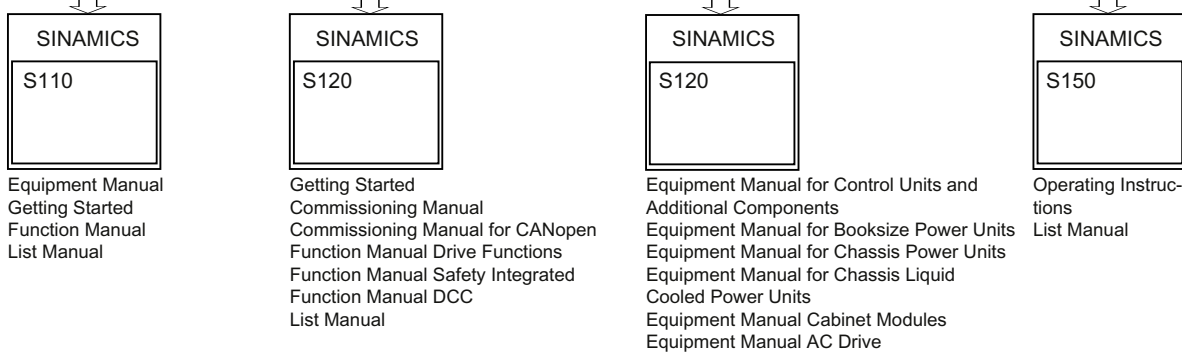 SINAMICS
S110
Equipment Manual
Getting Started
Function Manual
List Manual
SINAMICS
S120
Getting Started
Commissioning Manual
Commissioning Manual for CANopen
Function Manual Drive Functions
Function Manual Safety Integrated
Function Manual DCC
List Manual
SINAMICS
S120
Equipment Manual for Control Units and
Additional Components
Equipment Manual for Booksize Power Units
Equipment Manual for Chassis Power Units
Equipment Manual for Chassis Liquid
Cooled Power Units
Equipment Manual Cabinet Modules
Equipment Manual AC Drive
SINAMICS
S150
Operating Instruc-
tions
List Manual